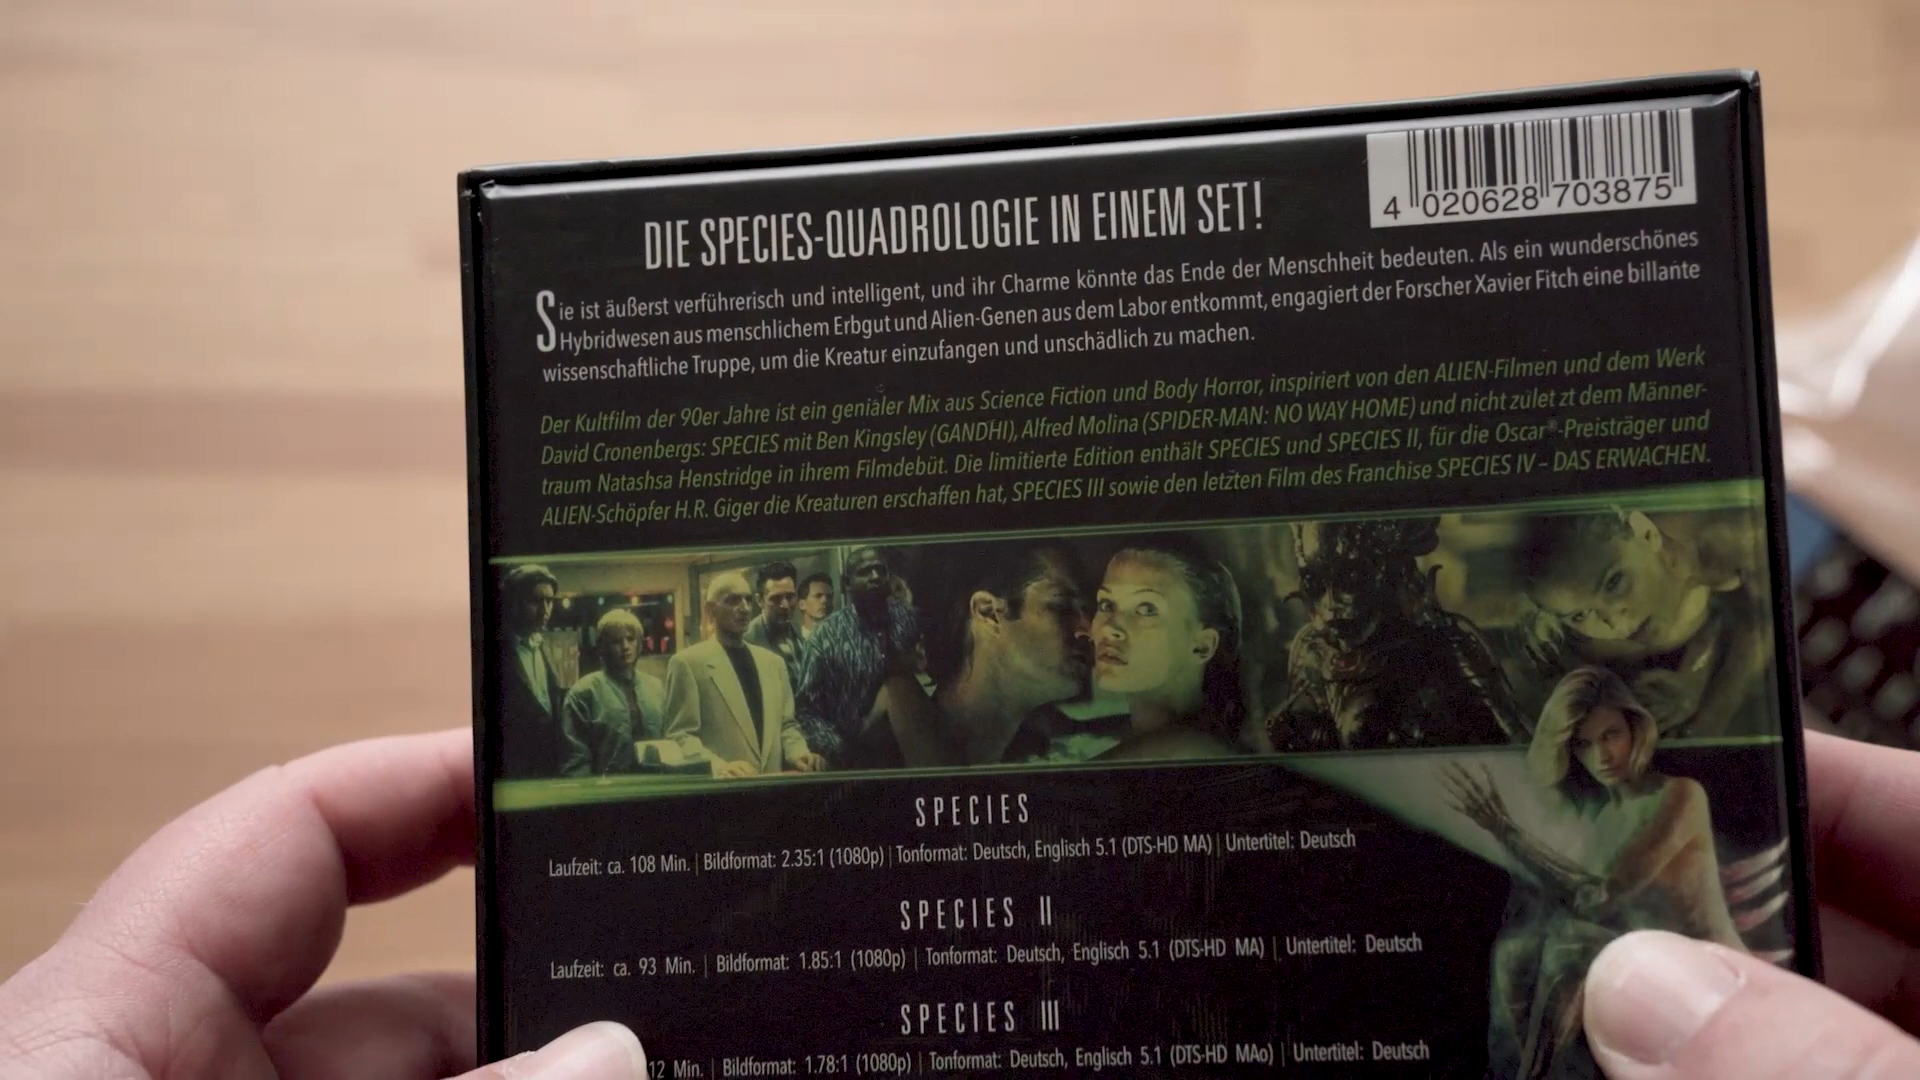 4 020628 703875
DIE SPECIES-QUADROLOGIE IN EINEM SET!
Sie ist äußerst verführerisch und intelligent, und ihr Charme könnte das Ende der Menschheit bedeuten. Als ein wunderschönes
Hybridwesen aus menschlichem Erbgut und Alien-Genen aus dem Labor entkommt, engagiert der Forscher Xavier Fitch eine billante
wissenschaftliche Truppe, um die Kreatur einzufangen und unschädlich zu machen.
Der Kultfilm der 90er Jahre ist ein genialer Mix aus Science Fiction und Body Horror, inspiriert von den ALIEN-Filmen und dem Werk
David Cronenbergs: SPECIES mit Ben Kingsley (GANDHI), Alfred Molina (SPIDER-MAN: NO WAY HOME) und nicht zulet zt dem Männer-
traum Natashsa Henstridge in ihrem Filmdebüt. Die limitierte Edition enthält SPECIES und SPECIES II, für die Oscar®-Preisträger und
ALIEN-Schöpfer H.R. Giger die Kreaturen erschaffen hat, SPECIES III sowie den letzten Film des Franchise SPECIES IV – DAS ERWACHEN.
SPECIES
Laufzeit: ca. 108 Min. | Bildformat: 2.35:1 (1080p) | Tonformat: Deutsch, Englisch 5.1 (DTS-HD MA) | Untertitel: Deutsch
SPECIES II
Laufzeit: ca. 93 Min. | Bildformat: 1.85:1 (1080p) | Tonformat: Deutsch, Englisch 5.1 (DTS-HD MA) | Untertitel: Deutsch
SPECIES III
12 Min. | Bildformat: 1.78:1 (1080p) | Tonformat: Deutsch, Englisch 5.1 (DTS-HD MAo) | Untertitel: Deutsch